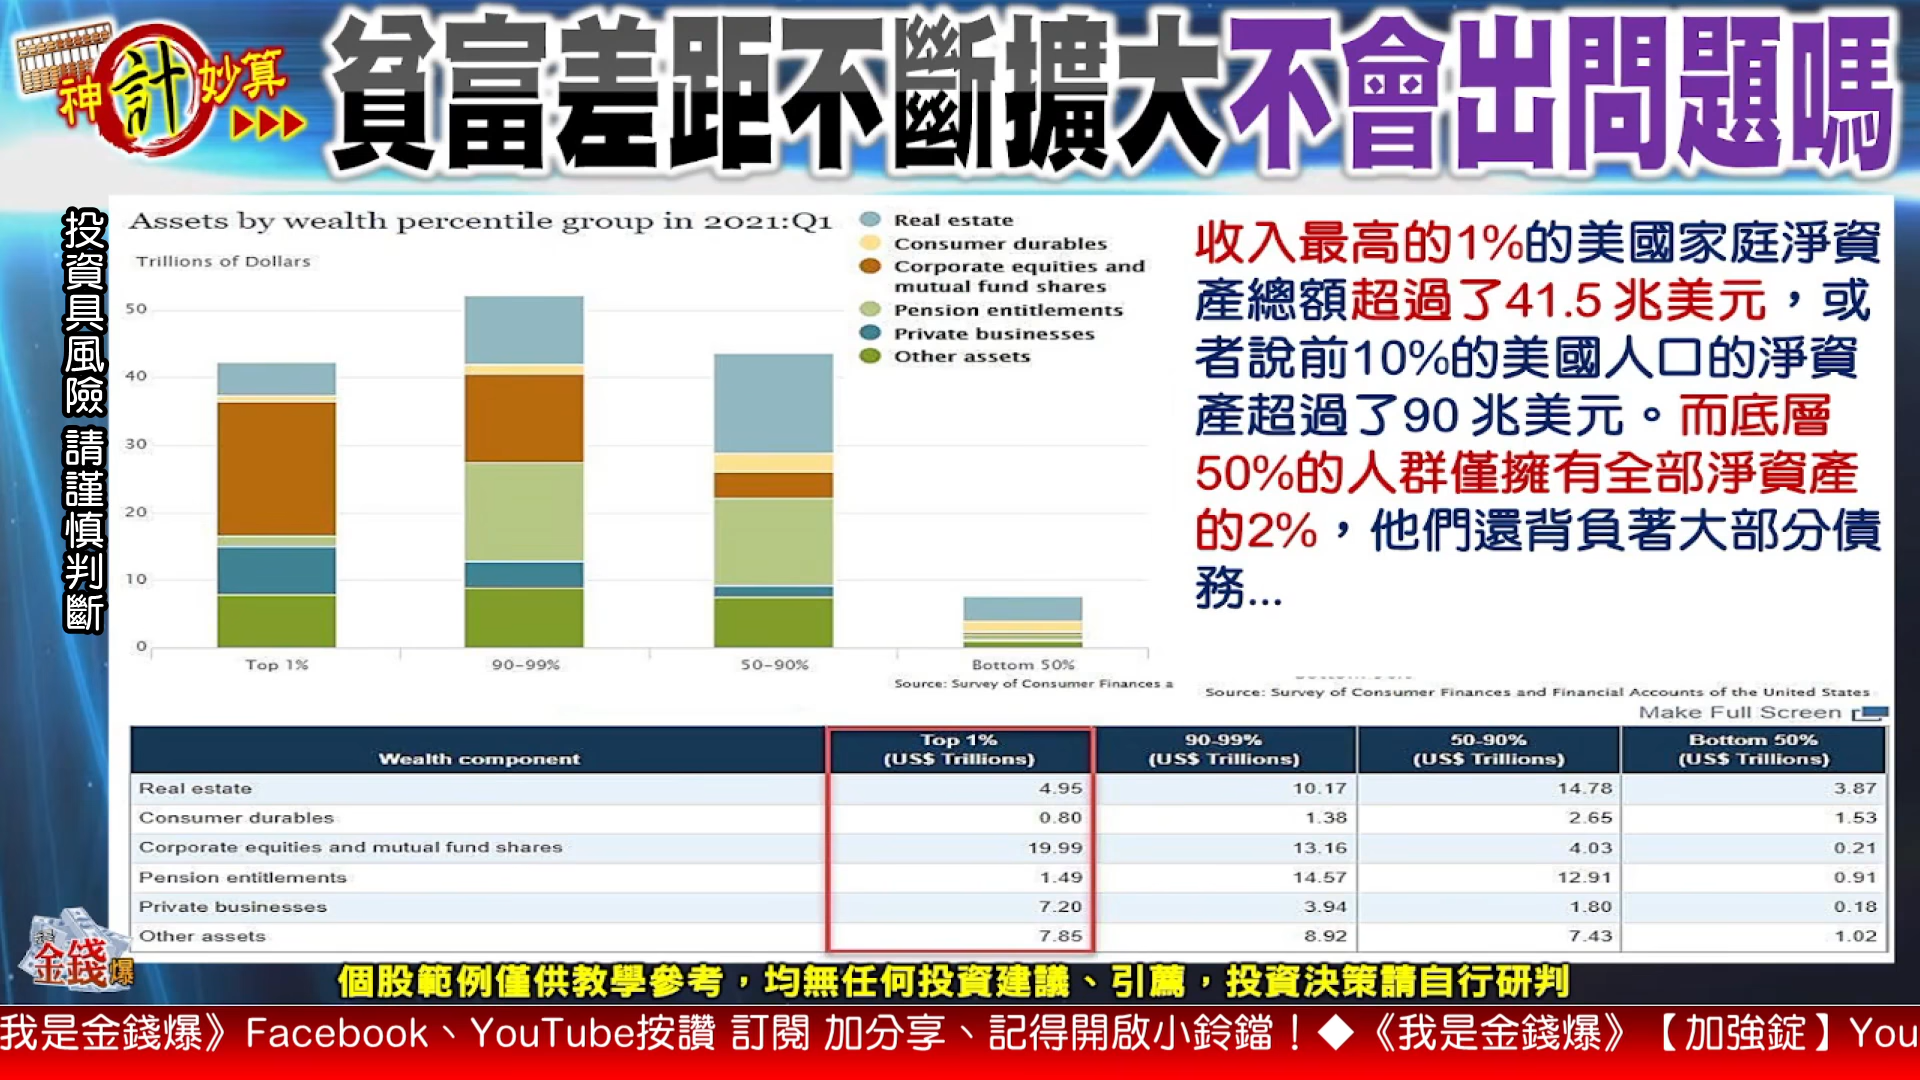 神計妙算
貧富差距不斷擴大不會出問題嗎
投資具風險 請謹慎判斷
Assets by wealth percentile group in 2021:Q1
Trillions of Dollars
Real estate
Consumer durables
Corporate equities and
mutual fund shares
Pension entitlements
Private businesses
Other assets
50
40
30
20
10
0
Top 1% 90-99% 50-90% Bottom 50%
Source: Survey of Consumer Finances a
收入最高的1%的美國家庭淨資
產總額超過了41.5 兆美元，或
者說前10%的美國人口的淨資
產超過了90 兆美元。而底層
50%的人群僅擁有全部淨資產
的2%，他們還背負著大部分債
務...
Source: Survey of Consumer Finances and Financial Accounts of the United States
Make Full Screen
Wealth component Top 1% (US$ Trillions) 90-99% (US$ Trillions) 50-90% (US$ Trillions) Bottom 50% (US$ Trillions)
Real estate 4.95 10.17 14.78 3.87
Consumer durables 0.80 1.38 2.65 1.53
Corporate equities and mutual fund shares 19.99 13.16 4.03 0.21
Pension entitlements 1.49 14.57 12.91 0.91
Private businesses 7.20 3.94 1.80 0.18
Other assets 7.85 8.92 7.43 1.02
金錢爆
個股範例僅供教學參考，均無任何投資建議、引薦，投資決策請自行研判
我是金錢爆》Facebook、YouTube按讚 訂閱 加分享、記得開啟小鈴鐺！◆《我是金錢爆》【加強錠】You